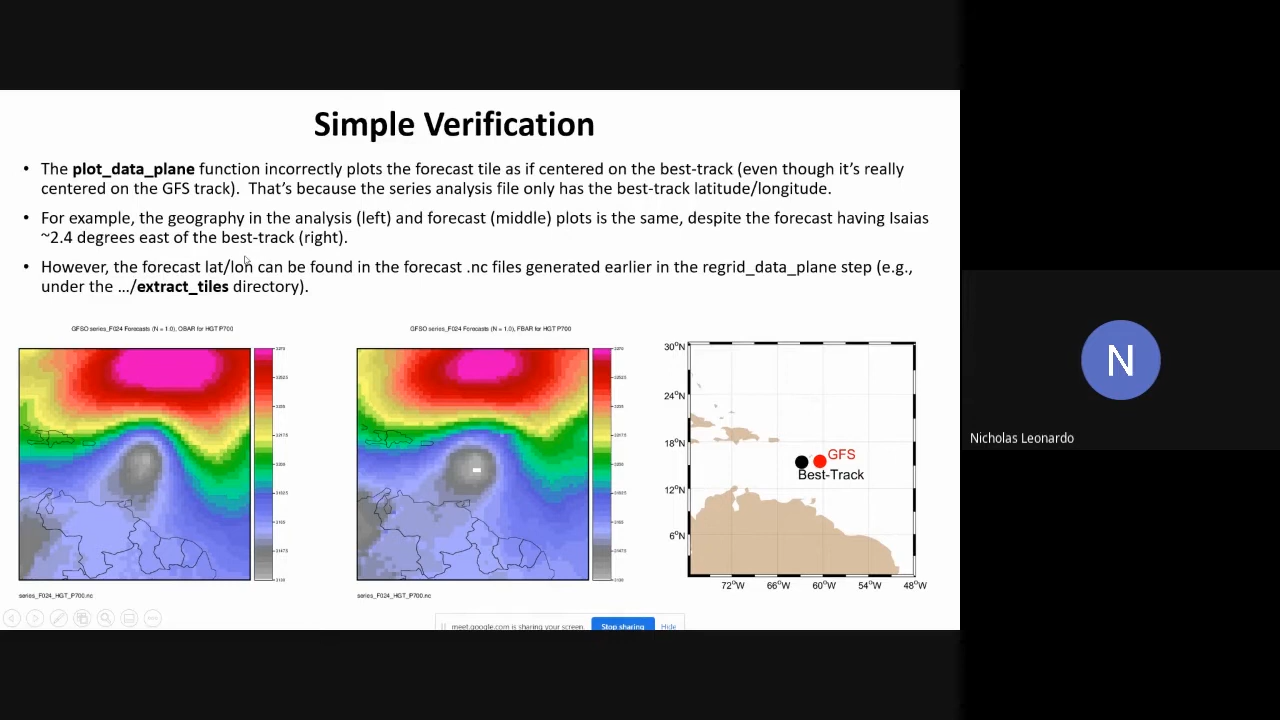 Simple Verification
• The plot_data_plane function incorrectly plots the forecast tile as if centered on the best-track (even though it's really
centered on the GFS track). That's because the series analysis file only has the best-track latitude/longitude.
• For example, the geography in the analysis (left) and forecast (middle) plots is the same, despite the forecast having Isaias
~2.4 degrees east of the best-track (right).
• However, the forecast lat/lon can be found in the forecast .nc files generated earlier in the regrid_data_plane step (e.g.,
under the …/extract_tiles directory).
GFSO series_F024 Forecasts (N = 1.0), OBAR for HGT P700
GFSO series_F024 Forecasts (N = 1.0), FBAR for HGT P700
30°N
24°N
18°N
12°N
6°N
GFS
Best-Track
72°W 66°W 60°W 54°W 48°W
series_F024_HGT_P700.nc
series_F024_HGT_P700.nc
meet.google.com is sharing your screen. Stop sharing Hide
N
Nicholas Leonardo